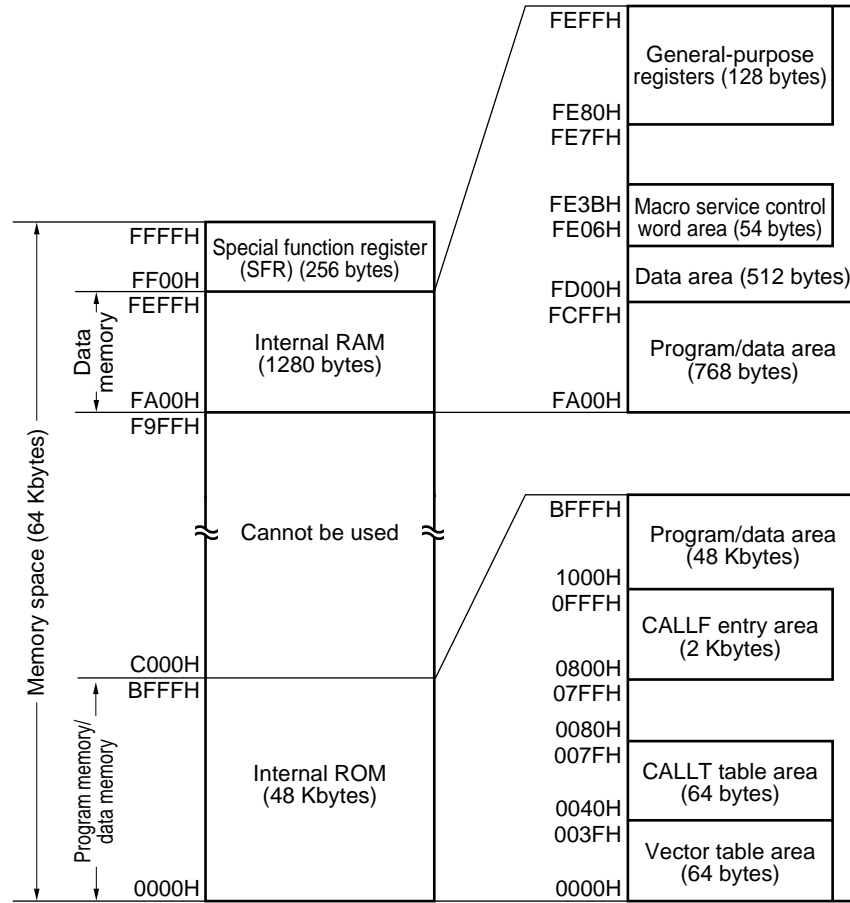 FEFFH
General-purpose
registers (128 bytes)
FE80H
FE7FH
FE3BH
FE06H
Macro service control
word area (54 bytes)
Data area (512 bytes)
FD00H
FCFFH
Program/data area
(768 bytes)
FA00H
Memory space (64 Kbytes)
FFFFH
Special function register
(SFR) (256 bytes)
FF00H
FEFFH
Data
memory
Internal RAM
(1280 bytes)
FA00H
F9FFH
Cannot be used
C000H
BFFFH
Program memory/
data memory
Internal ROM
(48 Kbytes)
0000H
BFFFH
Program/data area
(48 Kbytes)
1000H
0FFFH
CALLF entry area
(2 Kbytes)
0800H
07FFH
0080H
007FH
CALLT table area
(64 bytes)
0040H
003FH
Vector table area
(64 bytes)
0000H